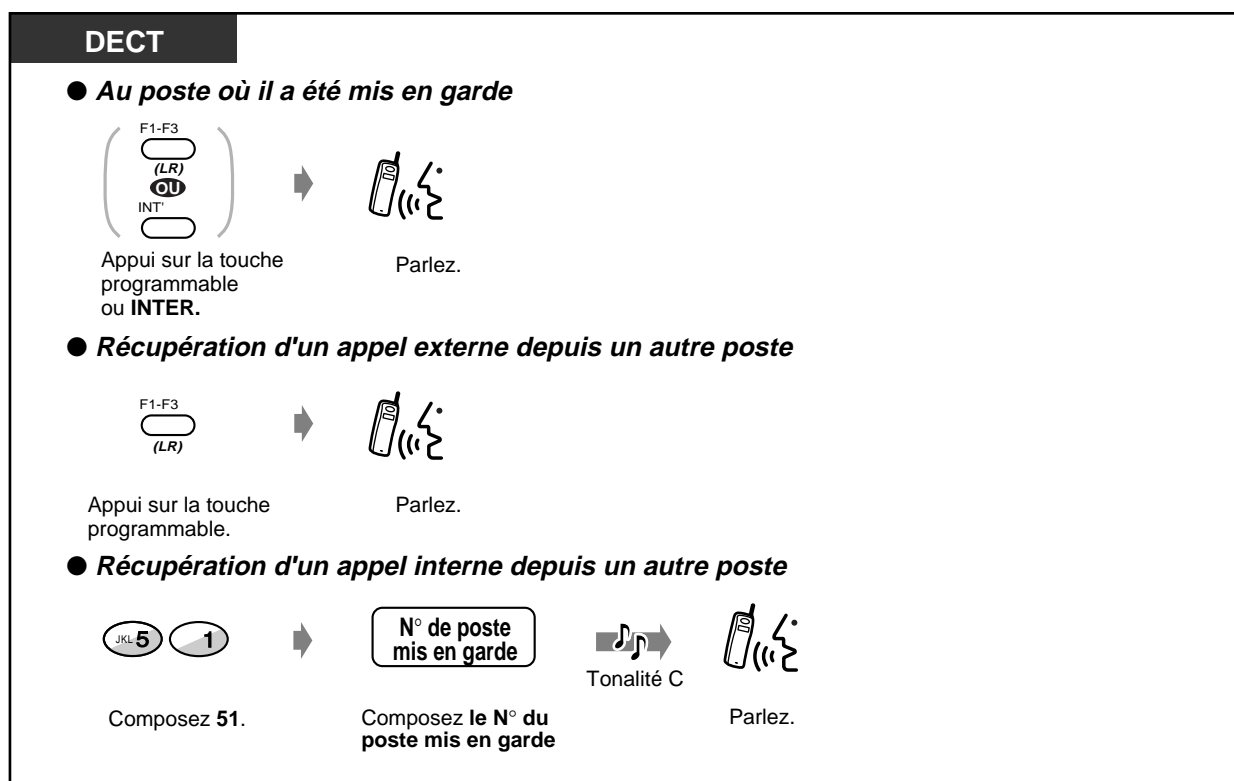 DECT
● Au poste où il a été mis en garde
F1-F3
(LR)
OU
INT'
Appui sur la touche
programmable
ou INTER.
Parlez.
● Récupération d'un appel externe depuis un autre poste
F1-F3
(LR)
Appui sur la touche
programmable.
Parlez.
● Récupération d'un appel interne depuis un autre poste
JKL 5 1
N° de poste
mis en garde
Tonalité C
Composez 51.
Composez le N° du
poste mis en garde
Parlez.